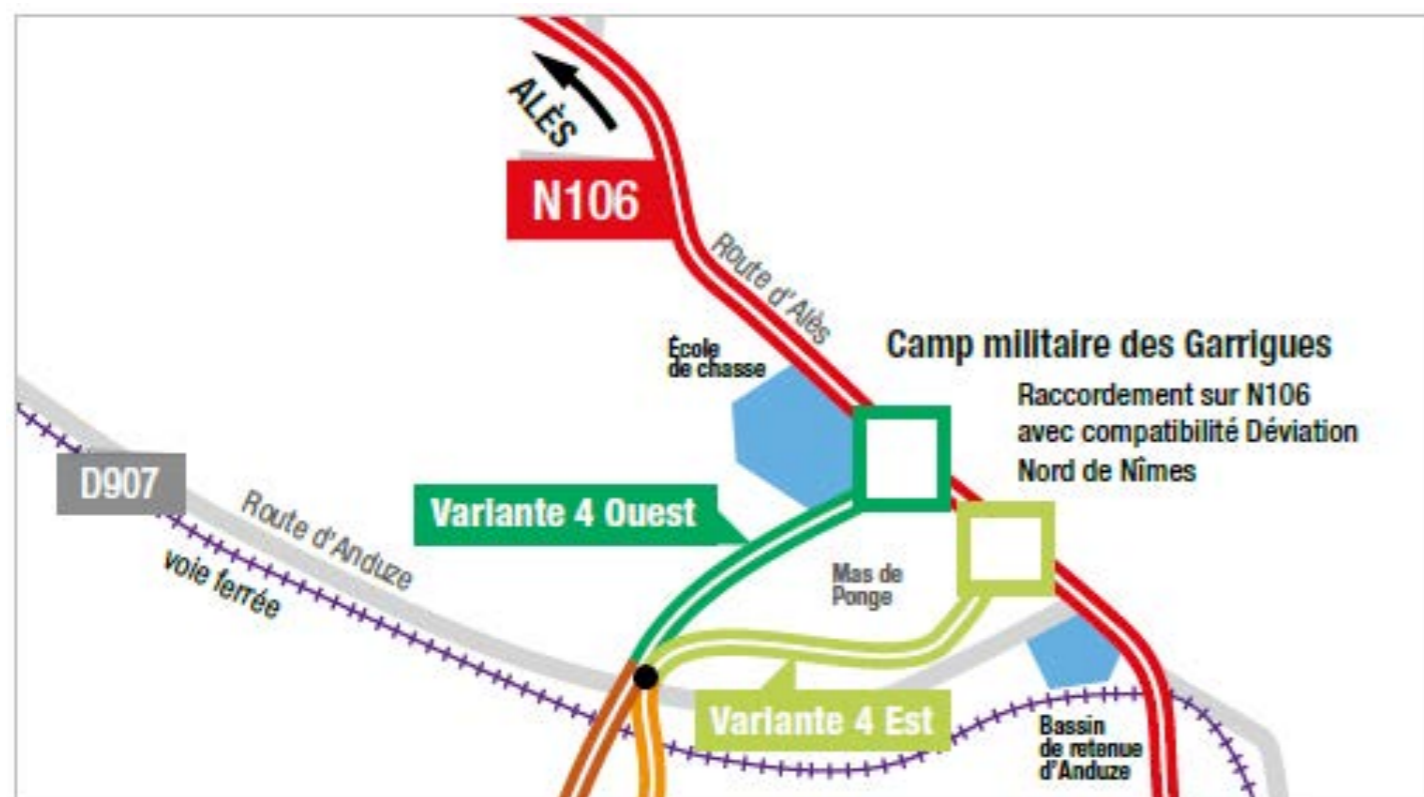 ALÈS
N106
Route d'Alès
École
de chasse
Camp militaire des Garrigues
Raccordement sur N106
avec compatibilité Déviation
Nord de Nîmes
D907
Route d'Anduze
voie ferrée
Variante 4 Ouest
Mas de
Ponge
Variante 4 Est
Bassin
de retenue
d'Anduze